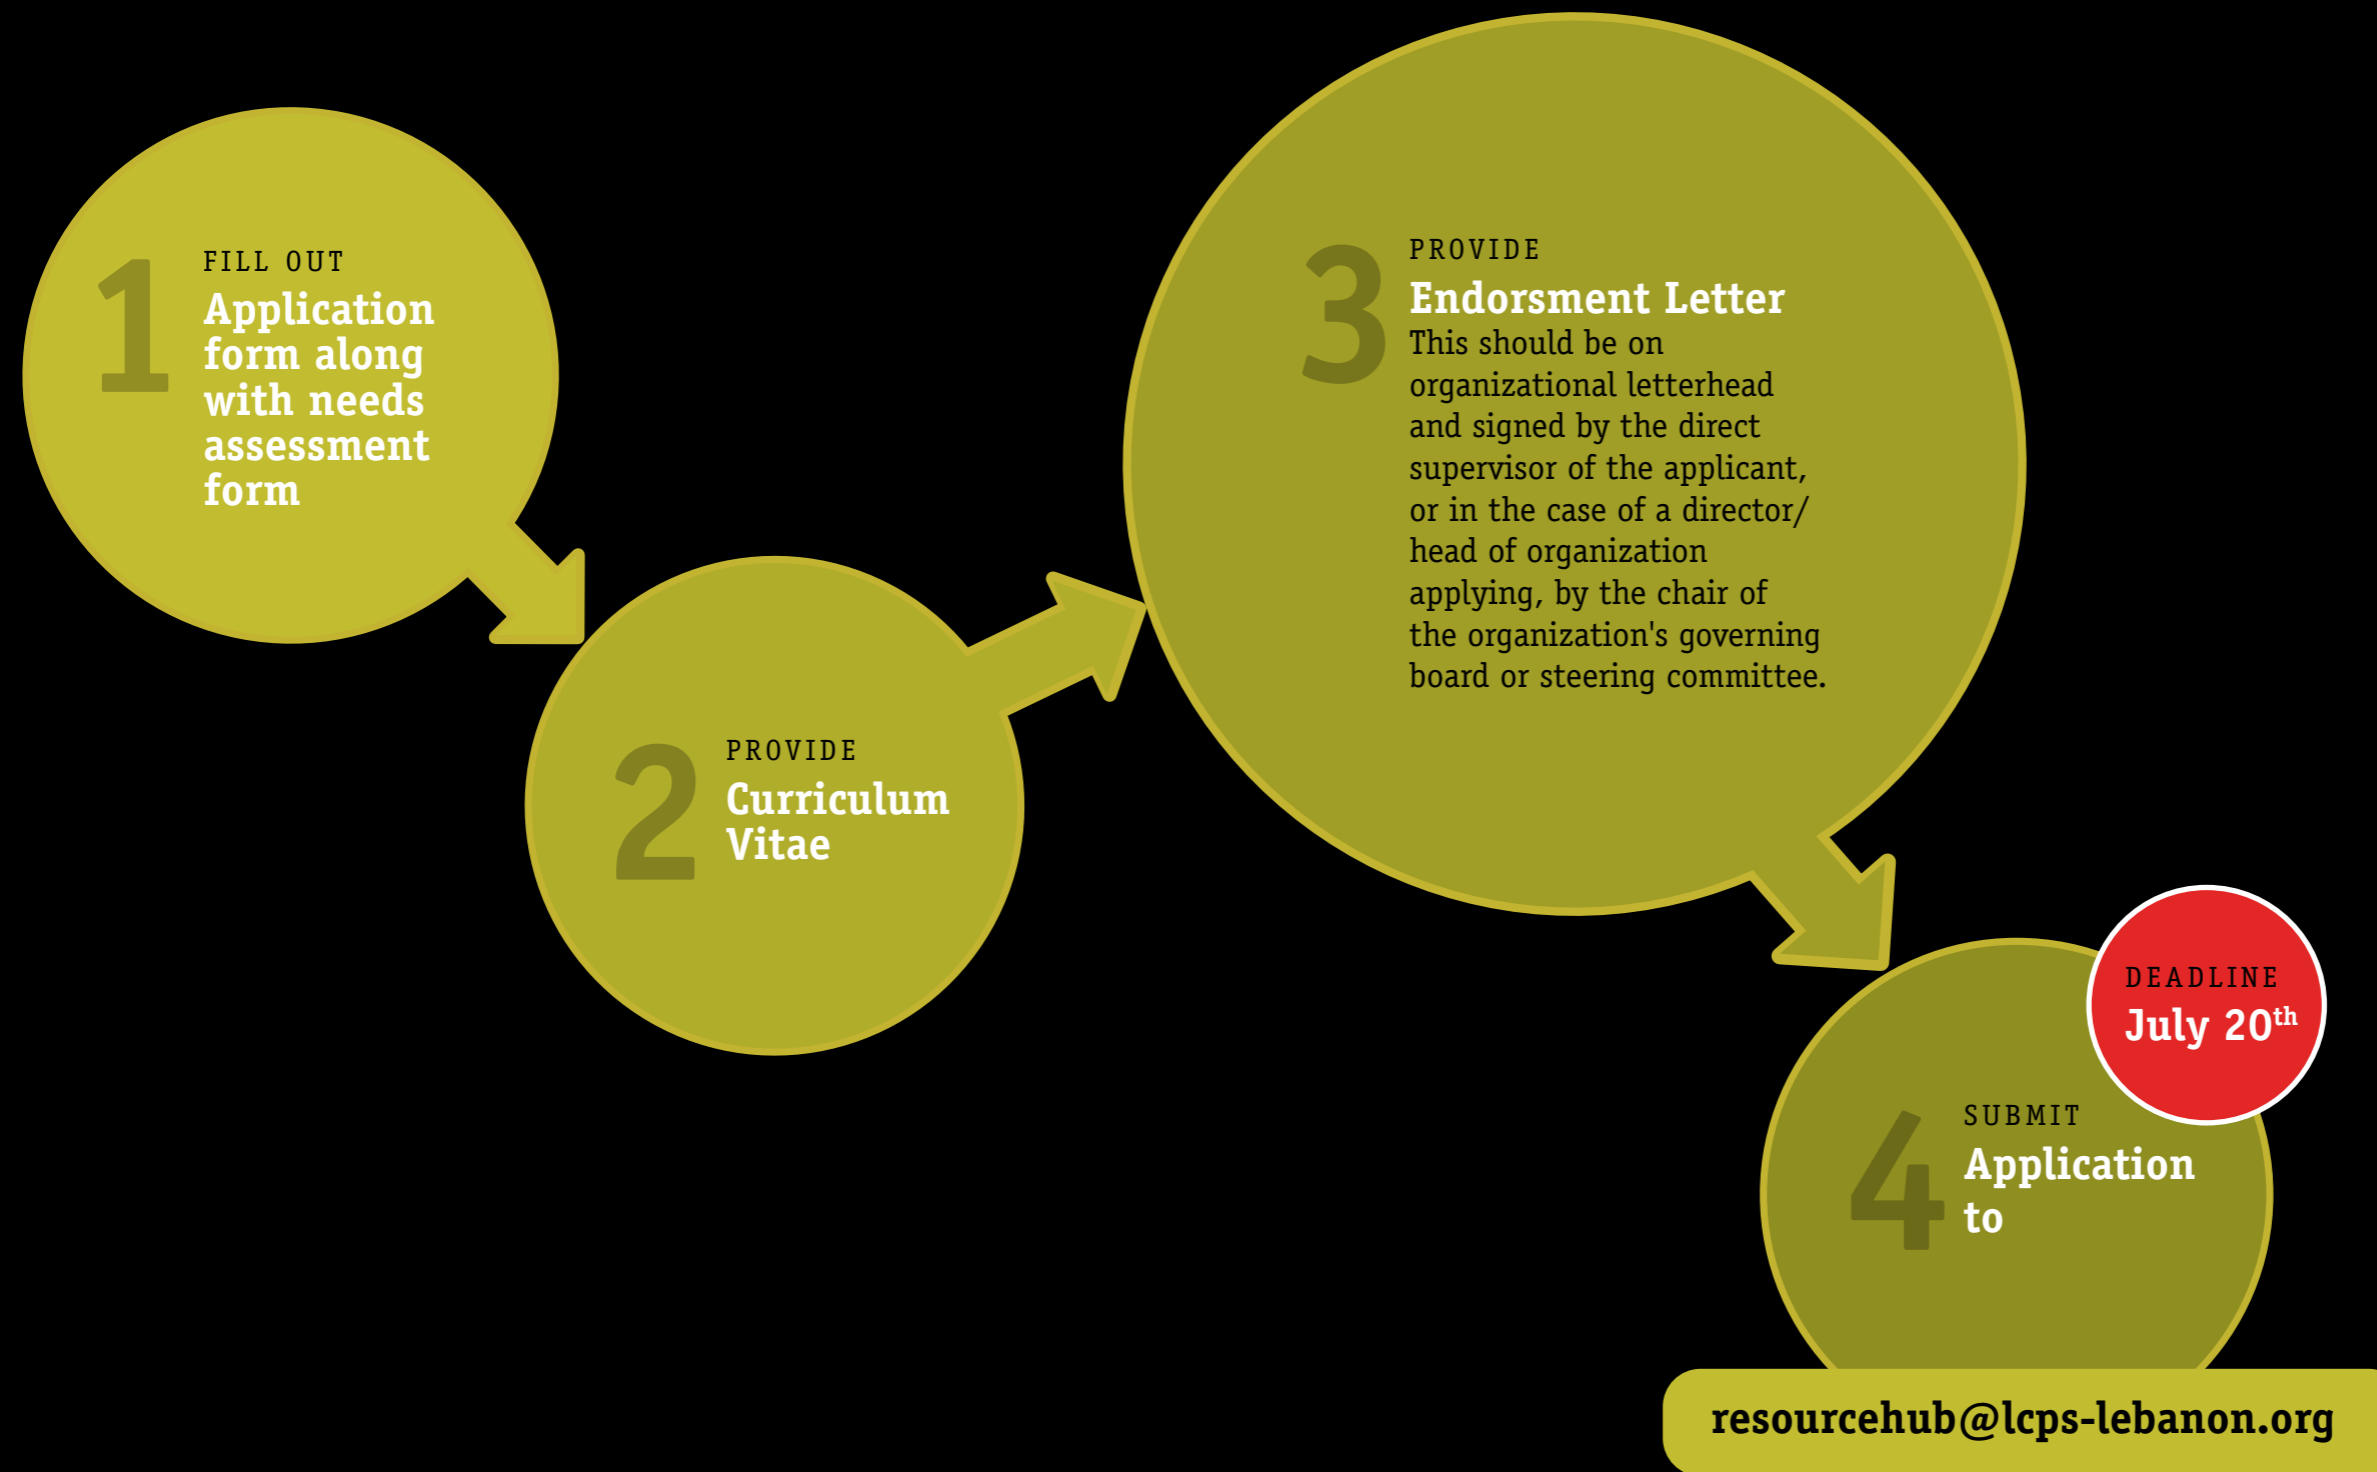 1
FILL OUT
Application
form along
with needs
assessment
form
2
PROVIDE
Curriculum
Vitae
3
PROVIDE
Endorsment Letter
This should be on
organizational letterhead
and signed by the direct
supervisor of the applicant,
or in the case of a director/
head of organization
applying, by the chair of
the organization's governing
board or steering committee.
DEADLINE
July 20th
4
SUBMIT
Application
to
resourcehub@lcps-lebanon.org